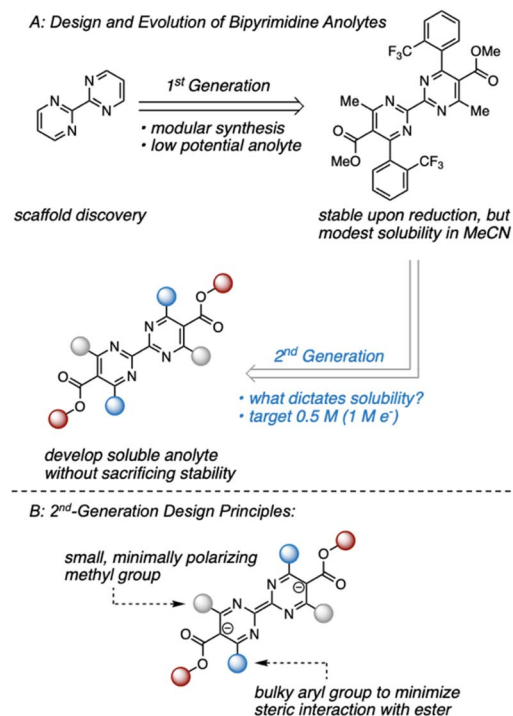 A: Design and Evolution of Bipyrimidine Anolytes
1st Generation
• modular synthesis
• low potential anolyte
scaffold discovery
N
N
N
N
F3C
OMe
O
N
Me
N
N
N
Me
O
MeO
CF3
stable upon reduction, but
modest solubility in MeCN
2nd Generation
• what dictates solubility?
• target 0.5 M (1 M e-)
O
O
N
N
N
N
O
O
develop soluble anolyte
without sacrificing stability
B: 2nd-Generation Design Principles:
small, minimally polarizing
methyl group
O
O
N
N
N
N
O
O
bulky aryl group to minimize
steric interaction with ester